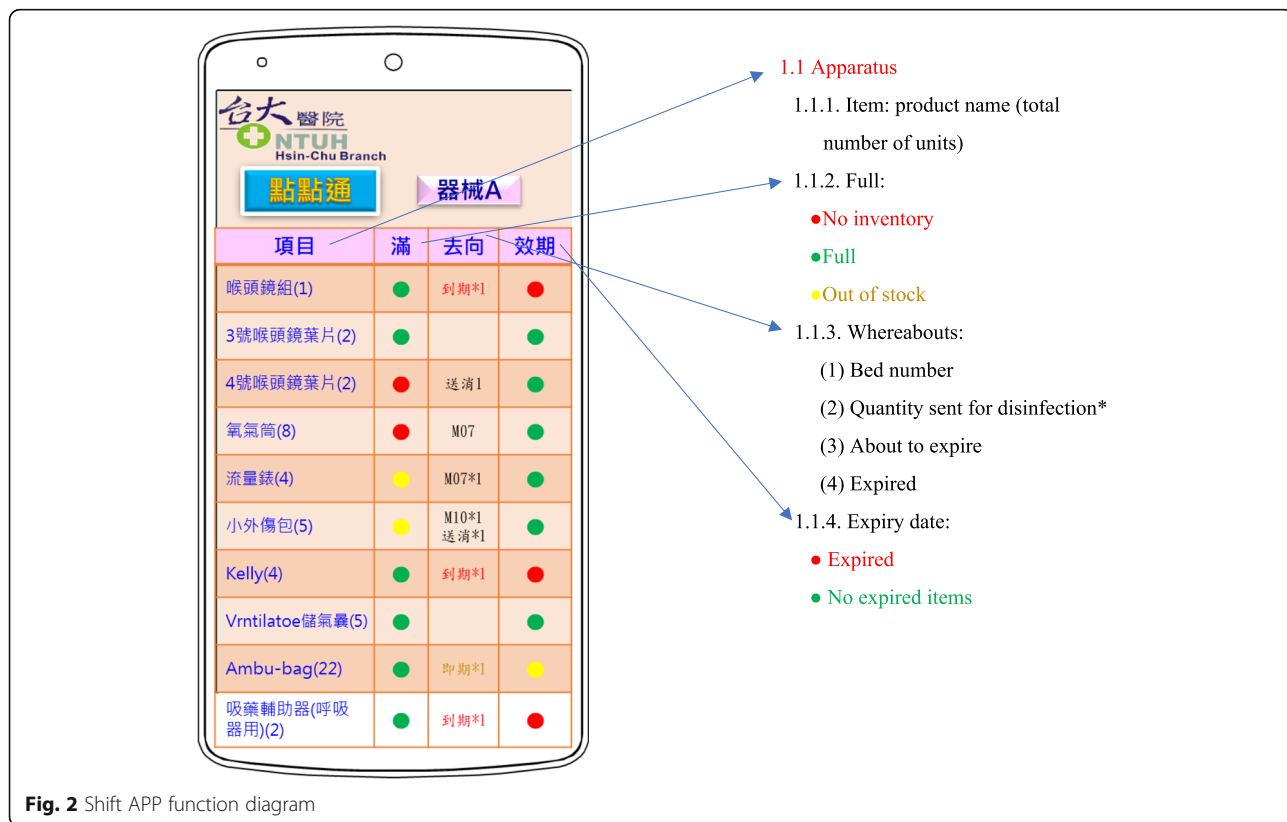 台大醫院
NTUH
Hsin-Chu Branch
點點通
器械A
項目 滿 去向 效期
喉頭鏡組(1) 到期*1
3號喉頭鏡葉片(2)
4號喉頭鏡葉片(2) 送消1
氧氣筒(8) M07
流量錶(4) M07*1
小外傷包(5) M10*1
送消*1
Kelly(4) 到期*1
Vrntilatoe儲氣曩(5)
Ambu-bag(22) 即期*1
吸藥輔助器(呼吸
器用)(2) 到期*1
1.1 Apparatus
1.1.1. Item: product name (total
number of units)
1.1.2. Full:
●No inventory
●Full
●Out of stock
1.1.3. Whereabouts:
(1) Bed number
(2) Quantity sent for disinfection*
(3) About to expire
(4) Expired
1.1.4. Expiry date:
● Expired
● No expired items
Fig. 2 Shift APP function diagram